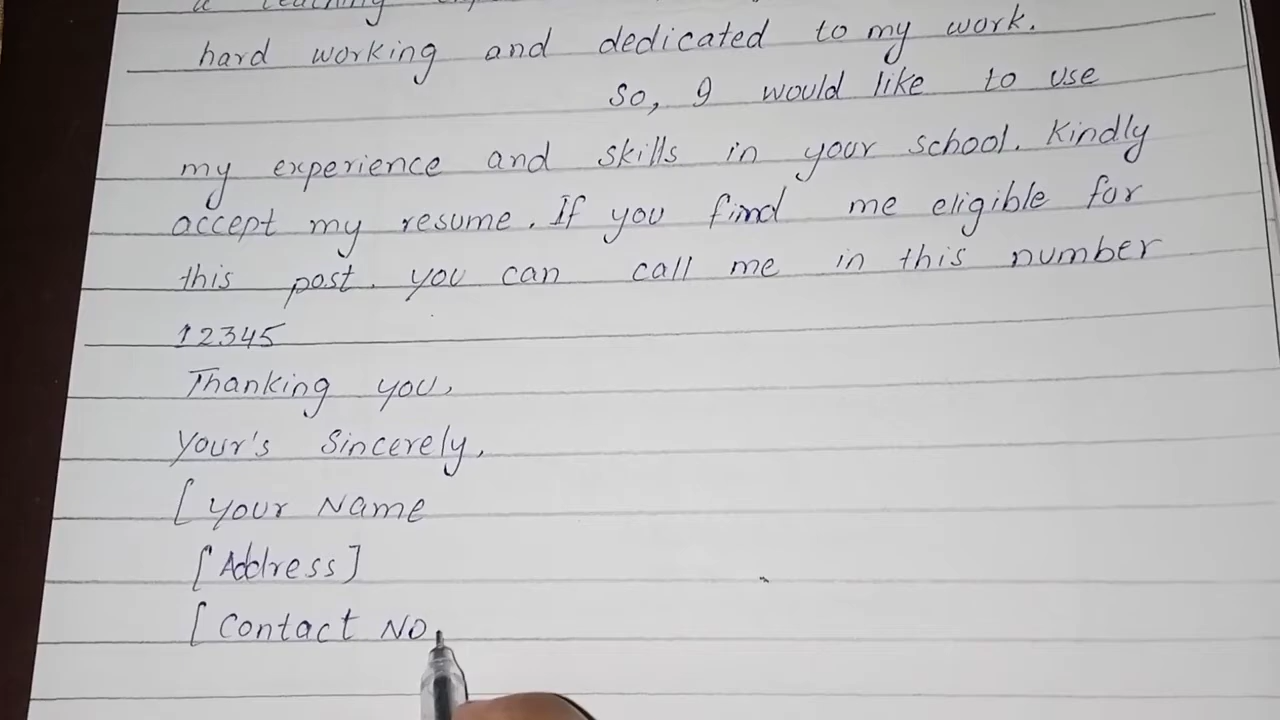 hard working and dedicated to my work.
So, I would like to use
my experience and skills in your school. Kindly
accept my resume. If you find me eligible for
this post. you can call me in this number
12345
Thanking you,
Your's Sincerely,
[Your Name
[Address]
[Contact No.